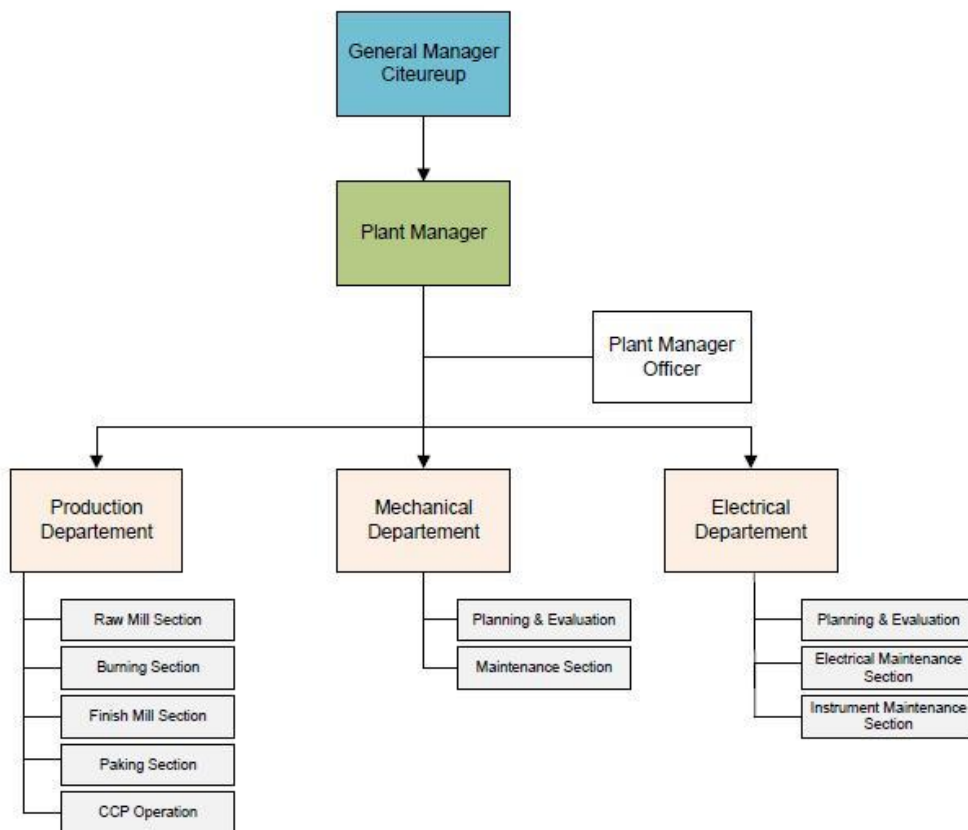 General Manager
Citeureup
Plant Manager
Plant Manager
Officer
Production
Departement
Mechanical
Departement
Electrical
Departement
Raw Mill Section
Burning Section
Finish Mill Section
Paking Section
CCP Operation
Planning & Evaluation
Maintenance Section
Planning & Evaluation
Electrical Maintenance
Section
Instrument Maintenance
Section